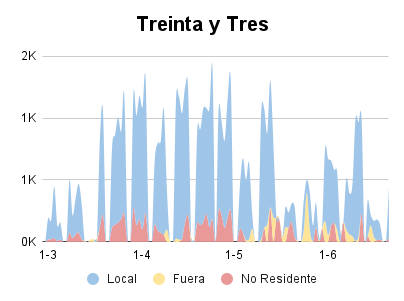 Treinta y Tres
2K
1K
1K
0K
1-3 1-4 1-5 1-6
Local Fuera No Residente